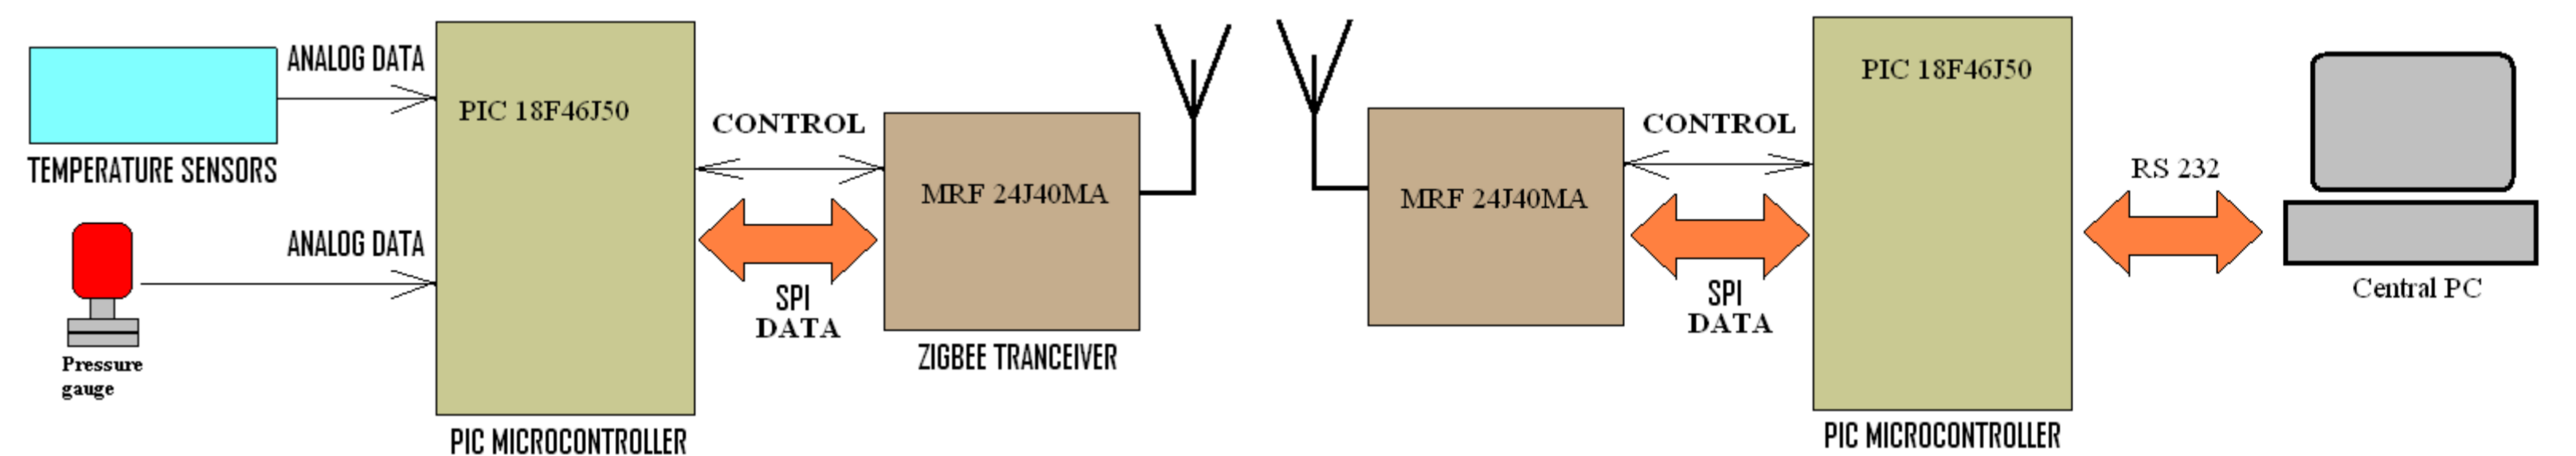 ANALOG DATA
TEMPERATURE SENSORS
ANALOG DATA
Pressure
gauge
PIC 18F46J50
PIC MICROCONTROLLER
CONTROL
SPI
DATA
MRF 24J40MA
ZIGBEE TRANCEIVER
MRF 24J40MA
CONTROL
SPI
DATA
PIC 18F46J50
PIC MICROCONTROLLER
RS 232
Central PC